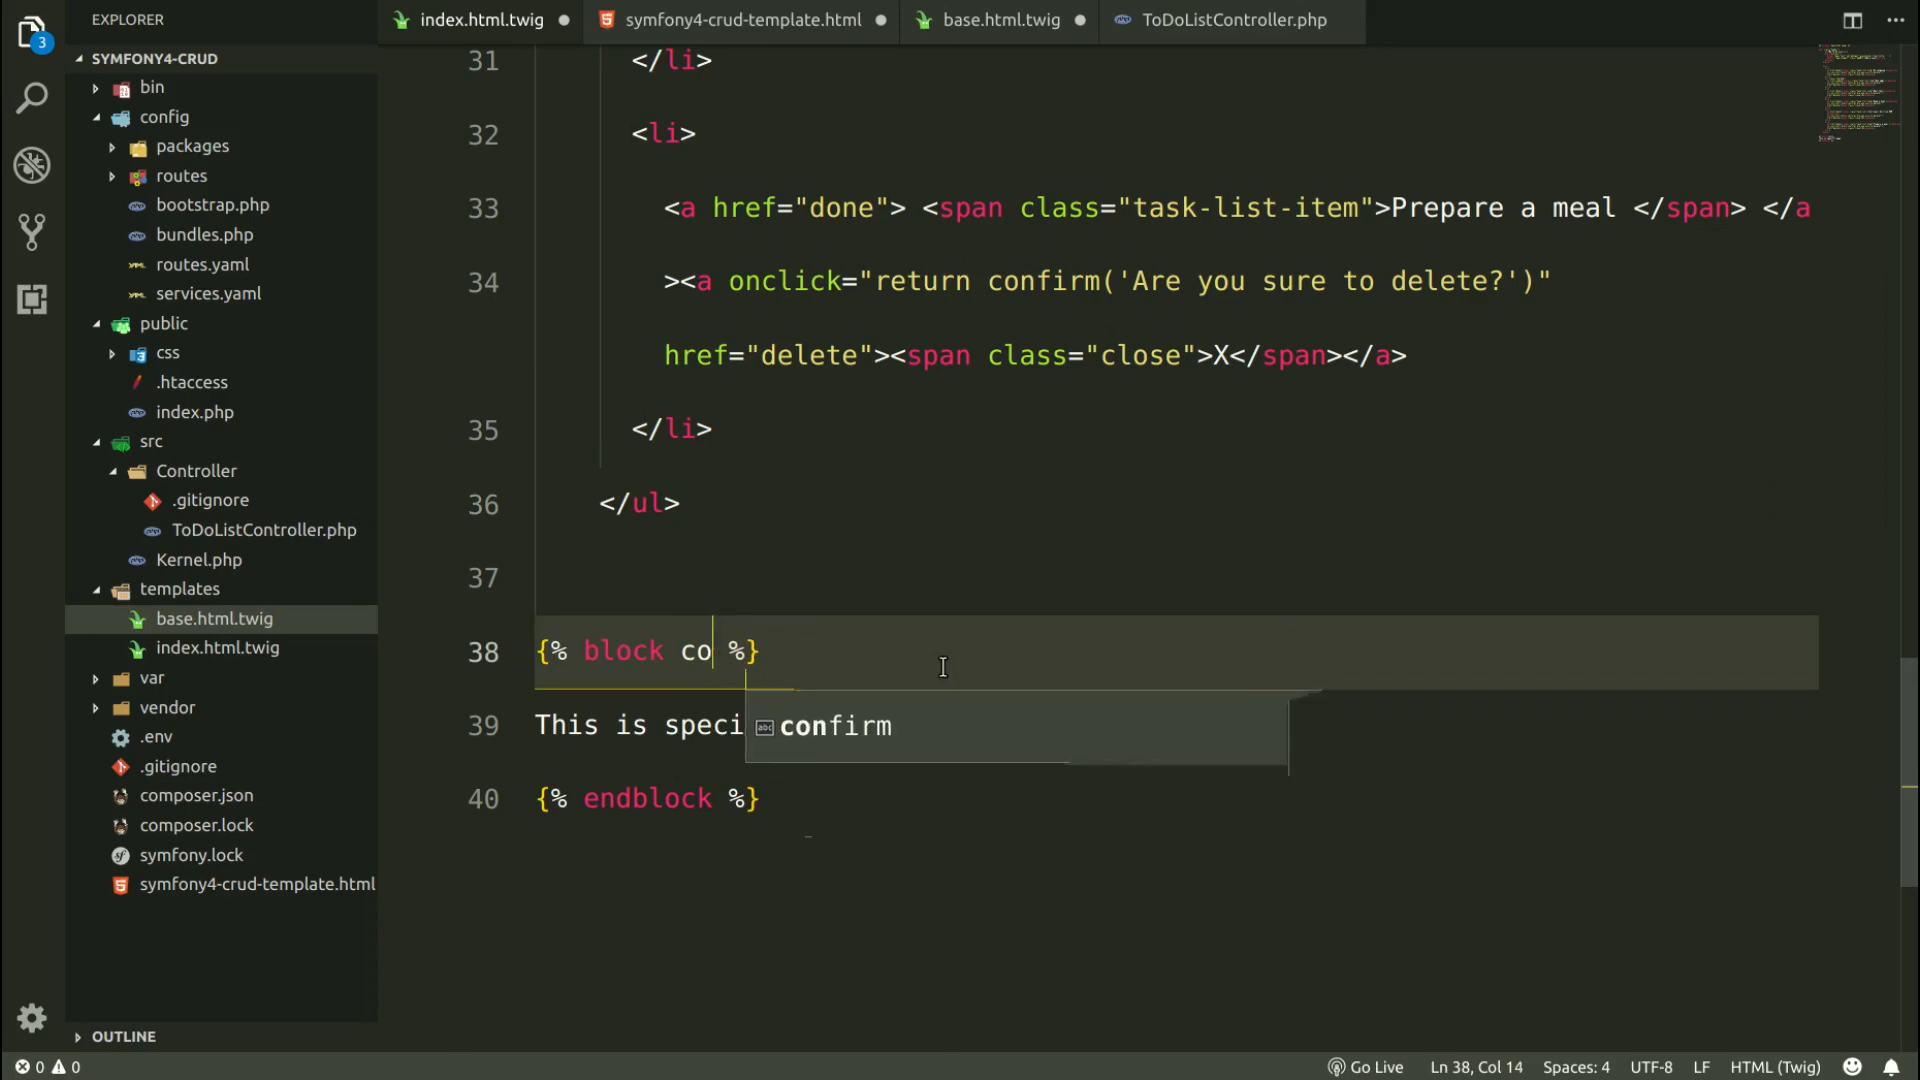 EXPLORER
index.html.twig
symfony4-crud-template.html
base.html.twig
ToDoListController.php
3
SYMFONY4-CRUD
bin
config
packages
routes
bootstrap.php
bundles.php
routes.yaml
services.yaml
public
css
.htaccess
index.php
src
Controller
.gitignore
ToDoListController.php
Kernel.php
templates
base.html.twig
index.html.twig
var
vendor
.env
.gitignore
composer.json
composer.lock
symfony.lock
symfony4-crud-template.html
OUTLINE
31 </li>
32 <li>
33 <a href="done"> <span class="task-list-item">Prepare a meal </span> </a
34 ><a onclick="return confirm('Are you sure to delete?')"
href="delete"><span class="close">X</span></a>
35 </li>
36 </ul>
37
38 {% block co %}
39 This is speci
confirm
40 {% endblock %}
0 0
Go Live
Ln 38, Col 14
Spaces: 4
UTF-8
LF
HTML (Twig)